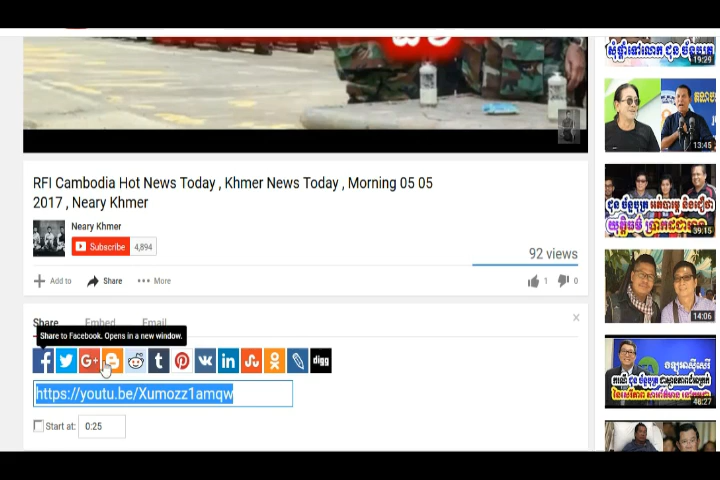 RFI Cambodia Hot News Today , Khmer News Today , Morning 05 05
2017 , Neary Khmer
Neary Khmer
Subscribe 4,894
92 views
Add to Share More
1 0
Share Embed Email
Share to Facebook. Opens in a new window.
digg
https://youtu.be/Xumozz1amqw
Start at: 0:25
19:29
13:45
39:15
14:06
48:27